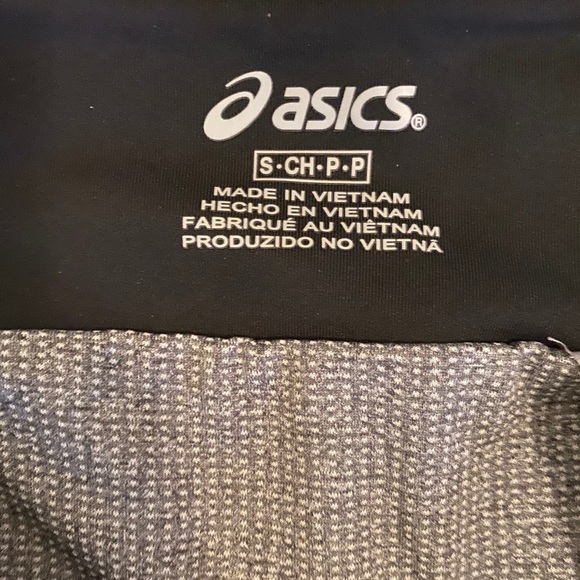 asics®
S·CH·P·P
MADE IN VIETNAM
HECHO EN VIETNAM
FABRIQUÉ AU VIÊTNAM
PRODUZIDO NO VIETNÃ